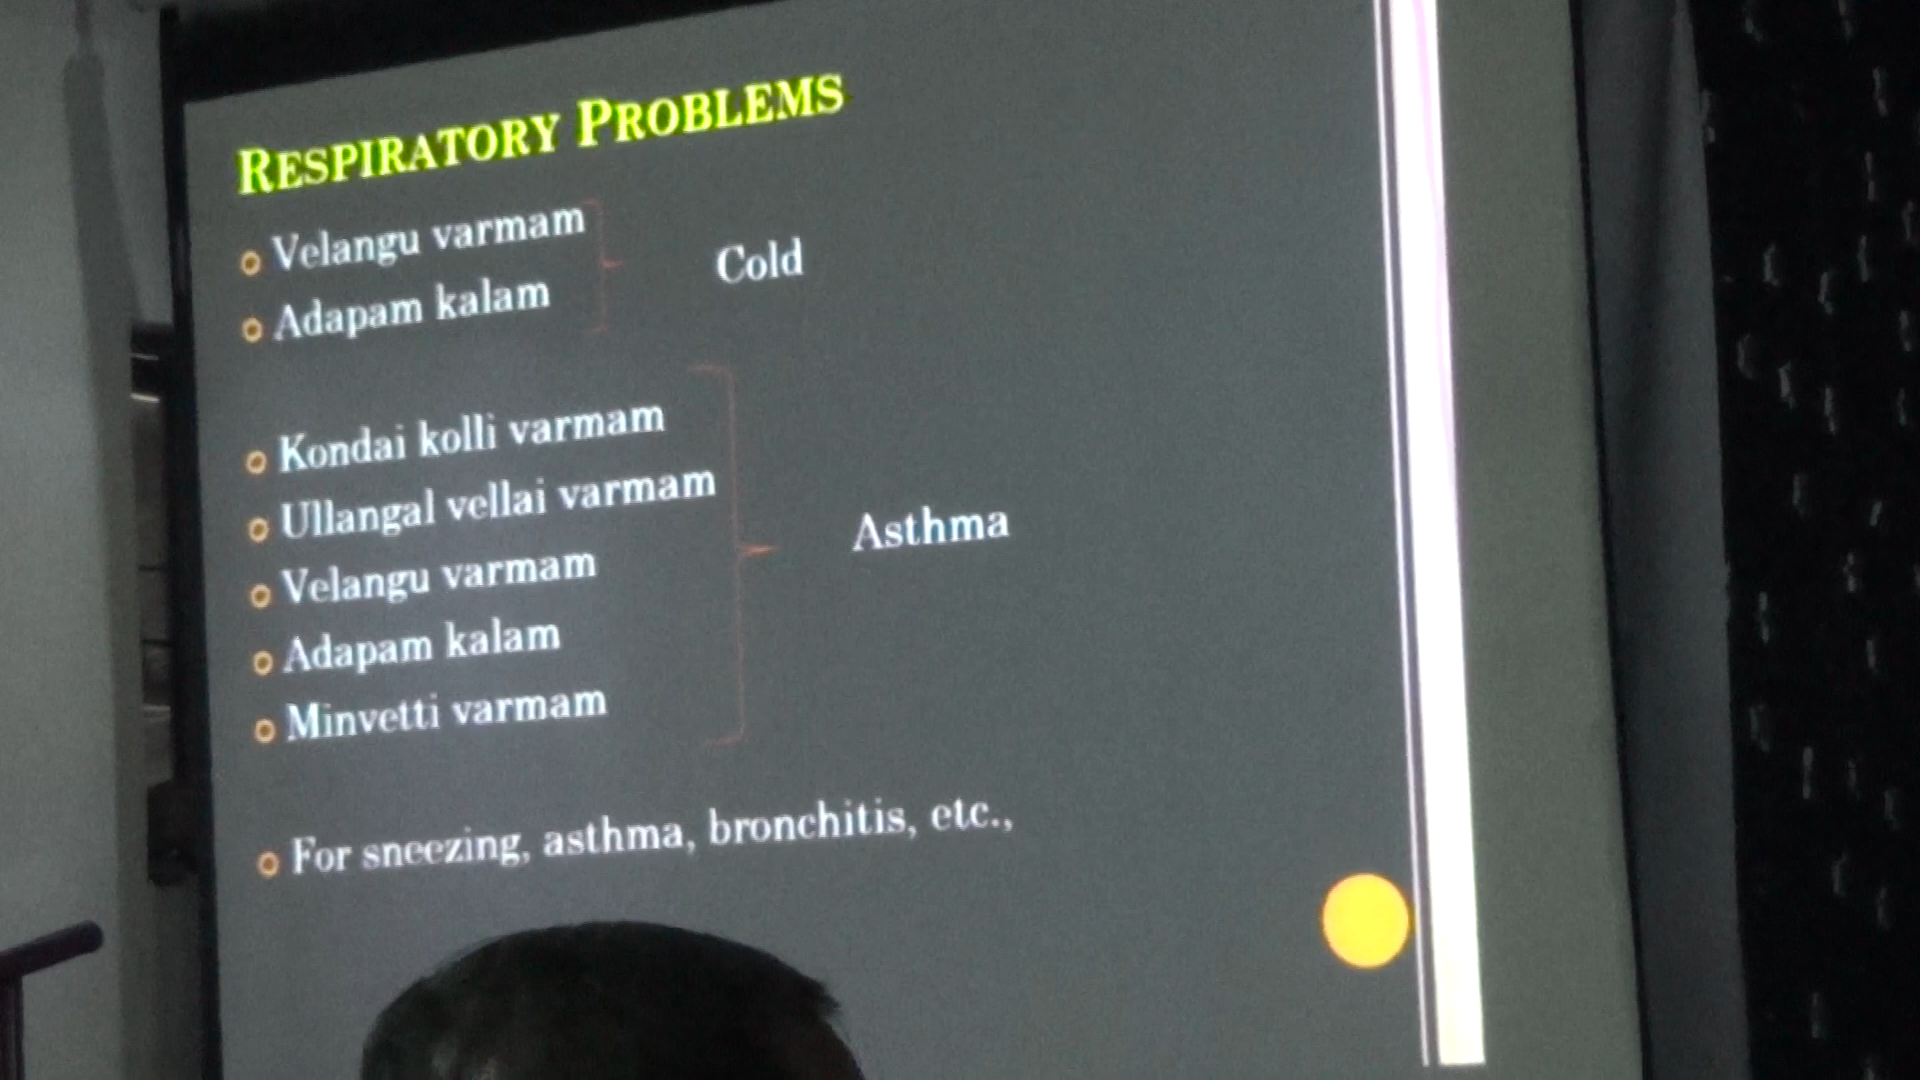 RESPIRATORY PROBLEMS
Velangu varmam
Adapam kalam
Cold
Kondai kolli varmam
Ullangal vellai varmam
Velangu varmam
Adapam kalam
Minvetti varmam
Asthma
For sneezing, asthma, bronchitis, etc.,